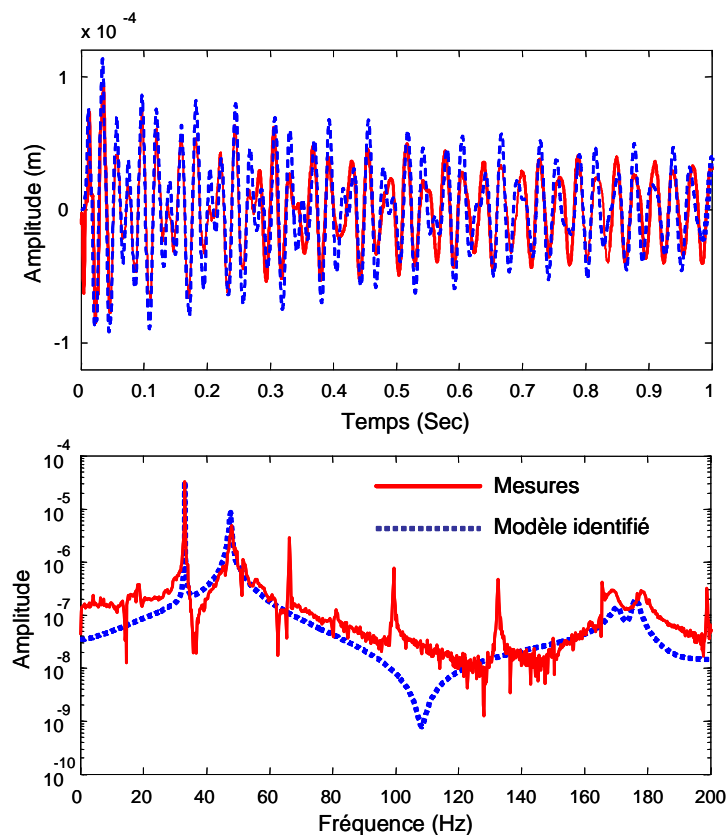 x 10 -4
1
0
-1
Amplitude (m)
0 0.1 0.2 0.3 0.4 0.5 0.6 0.7 0.8 0.9 1
Temps (Sec)
10 -4
10 -5
10 -6
10 -7
10 -8
10 -9
10 -10
Amplitude
Mesures
Modèle identifié
0 20 40 60 80 100 120 140 160 180 200
Fréquence (Hz)